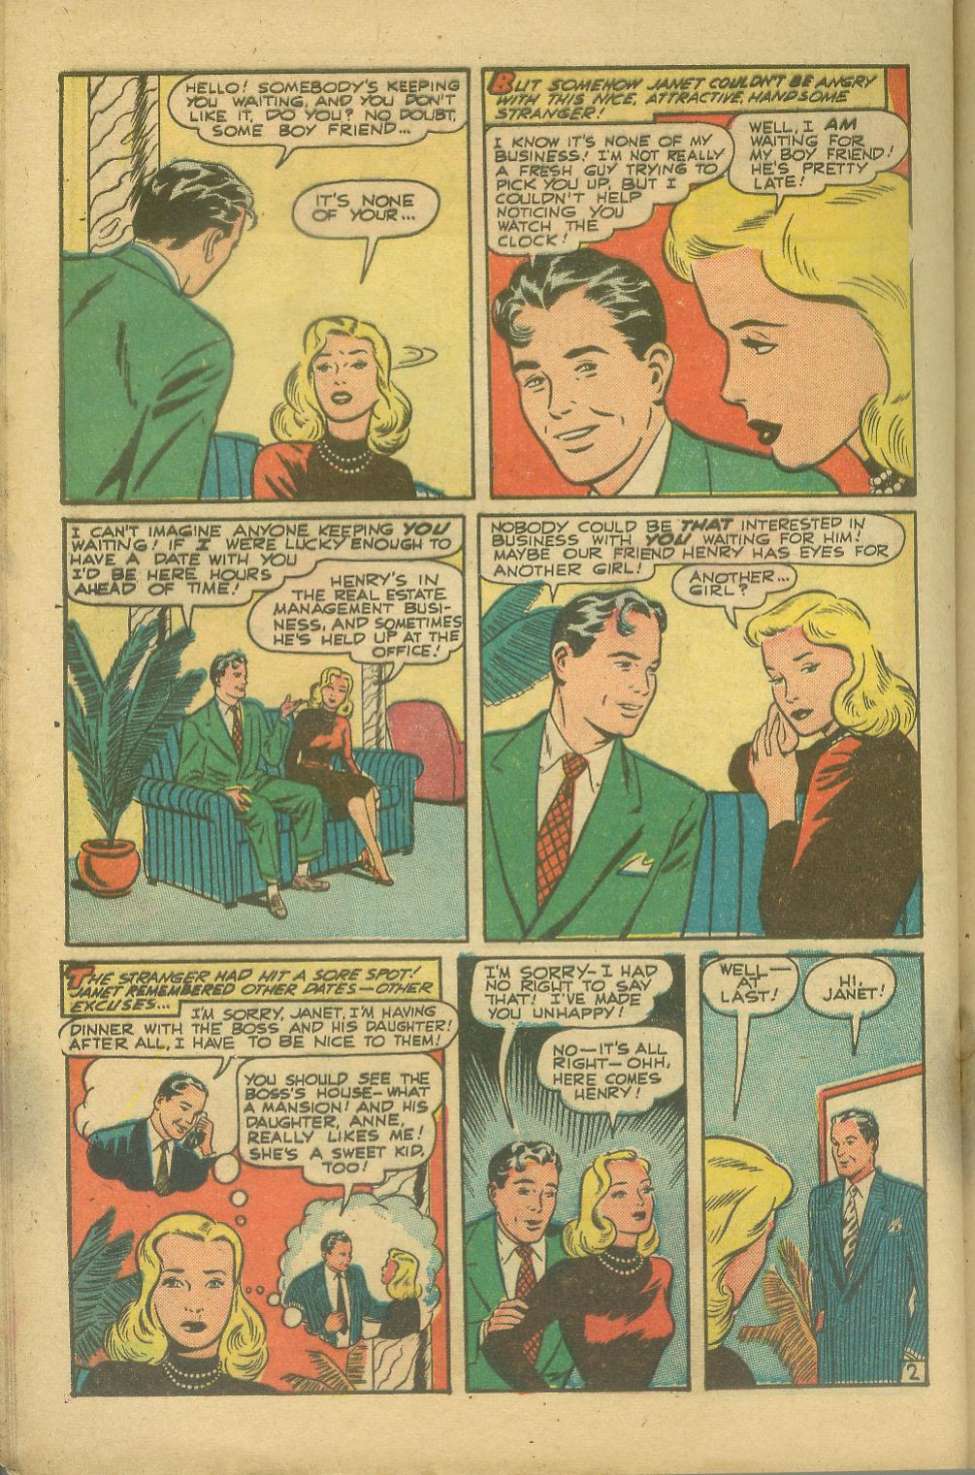 HELLO! SOMEBODY'S KEEPING
YOU WAITING, AND YOU DON'T
LIKE IT, DO YOU? NO DOUBT,
SOME BOY FRIEND...
IT'S NONE
OF YOUR...
BUT SOMEHOW JANET COULDN'T BE ANGRY
WITH THIS NICE, ATTRACTIVE, HANDSOME
STRANGER!
I KNOW IT'S NONE OF MY
BUSINESS! I'M NOT REALLY
A FRESH GUY TRYING TO
PICK YOU UP, BUT I
COULDN'T HELP
NOTICING YOU
WATCH THE
CLOCK!
WELL, I AM
WAITING FOR
MY BOY FRIEND!
HE'S PRETTY
LATE!
I CAN'T IMAGINE ANYONE KEEPING YOU
WAITING! IF I WERE LUCKY ENOUGH TO
HAVE A DATE WITH YOU
I'D BE HERE HOURS
AHEAD OF TIME!
HENRY'S IN
THE REAL ESTATE
MANAGEMENT BUSI-
NESS, AND SOMETIMES
HE'S HELD UP AT THE
OFFICE!
NOBODY COULD BE THAT INTERESTED IN
BUSINESS WITH YOU WAITING FOR HIM!
MAYBE OUR FRIEND HENRY HAS EYES FOR
ANOTHER GIRL!
ANOTHER...
GIRL?
THE STRANGER HAD HIT A SORE SPOT!
JANET REMEMBERED OTHER DATES—OTHER
EXCUSES...
I'M SORRY, JANET, I'M HAVING
DINNER WITH THE BOSS AND HIS DAUGHTER!
AFTER ALL, I HAVE TO BE NICE TO THEM!
YOU SHOULD SEE THE
BOSS'S HOUSE—WHAT
A MANSION! AND HIS
DAUGHTER, ANNE,
REALLY LIKES ME!
SHE'S A SWEET KID,
TOO!
I'M SORRY—I HAD
NO RIGHT TO SAY
THAT! I'VE MADE
YOU UNHAPPY!
NO—IT'S ALL
RIGHT—OHH,
HERE COMES
HENRY!
WELL—
AT
LAST!
HI,
JANET!
2